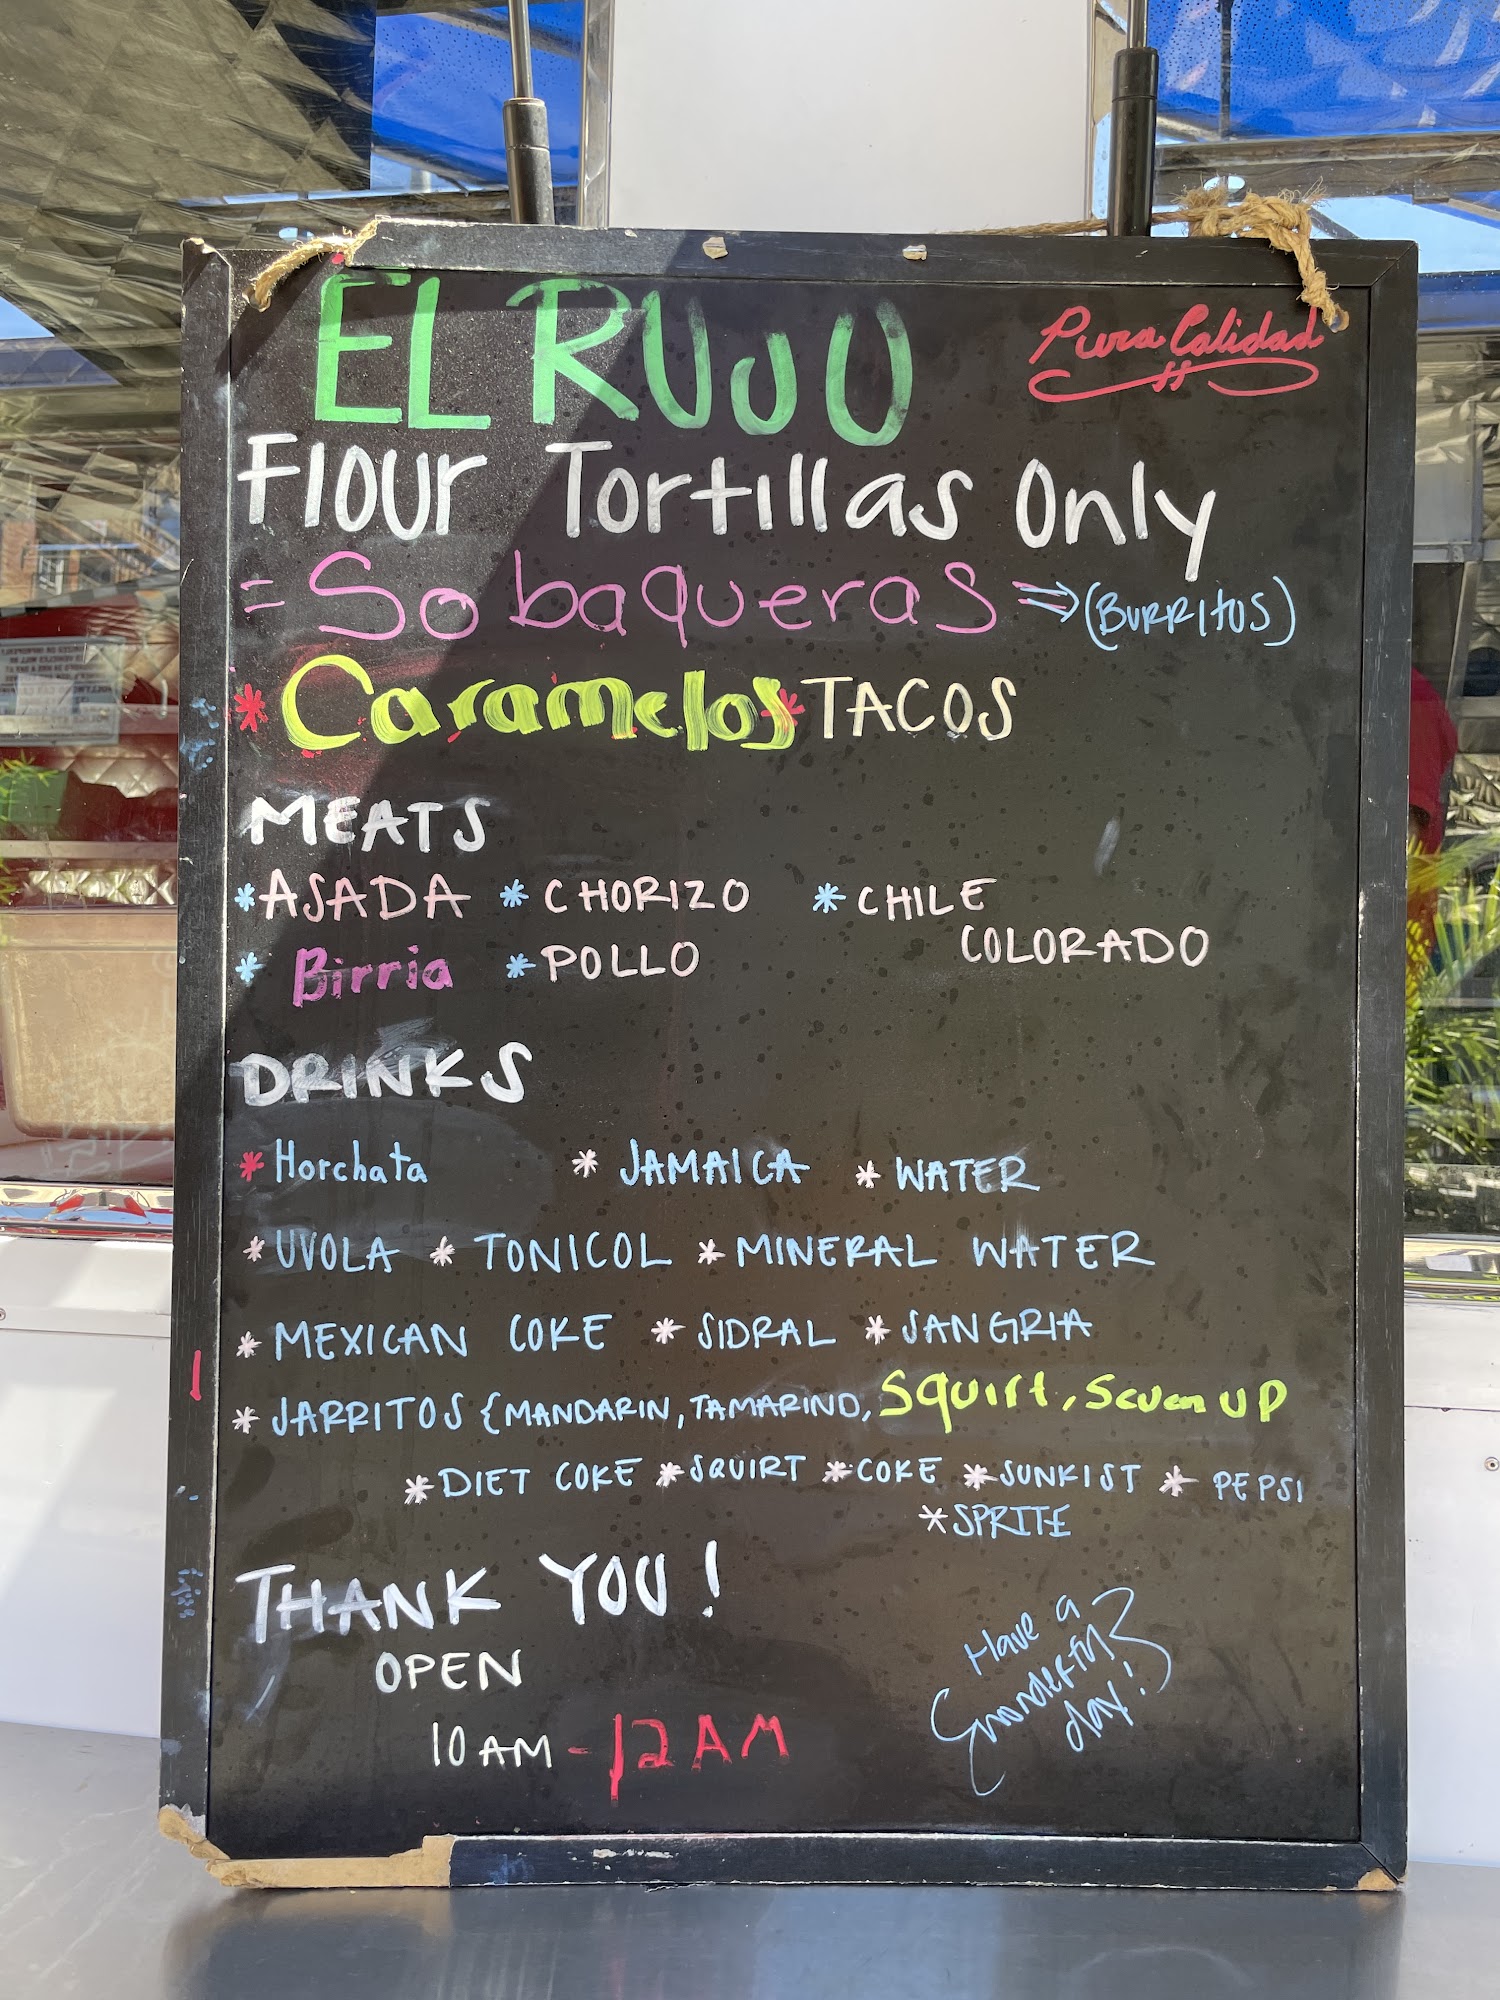 EL RUJU
Pura Calidad
Flour Tortillas Only
= Sobaqueras => (BURRITOS)
* Caramelos * TACOS
MEATS
* ASADA * CHORIZO * CHILE
COLORADO
* Birria * POLLO
DRINKS
* Horchata * JAMAICA * WATER
* UVOLA * TONICOL * MINERAL WATER
* MEXICAN COKE * SIDRAL * SANGRIA
* JARRITOS {MANDARIN, TAMARIND, Squirt, Seven UP
* DIET COKE * SQUIRT * COKE * SUNKIST * PEPSI
* SPRITE
THANK YOU!
OPEN
10 AM - 12 AM
Have a
wonderful
day!